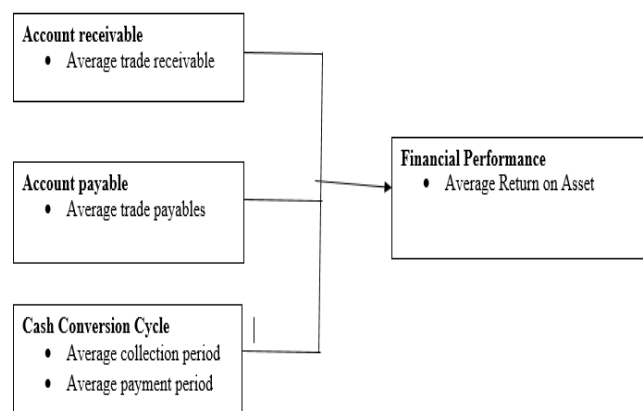 Account receivable
• Average trade receivable
Account payable
• Average trade payables
Cash Conversion Cycle
• Average collection period
• Average payment period
Financial Performance
• Average Return on Asset